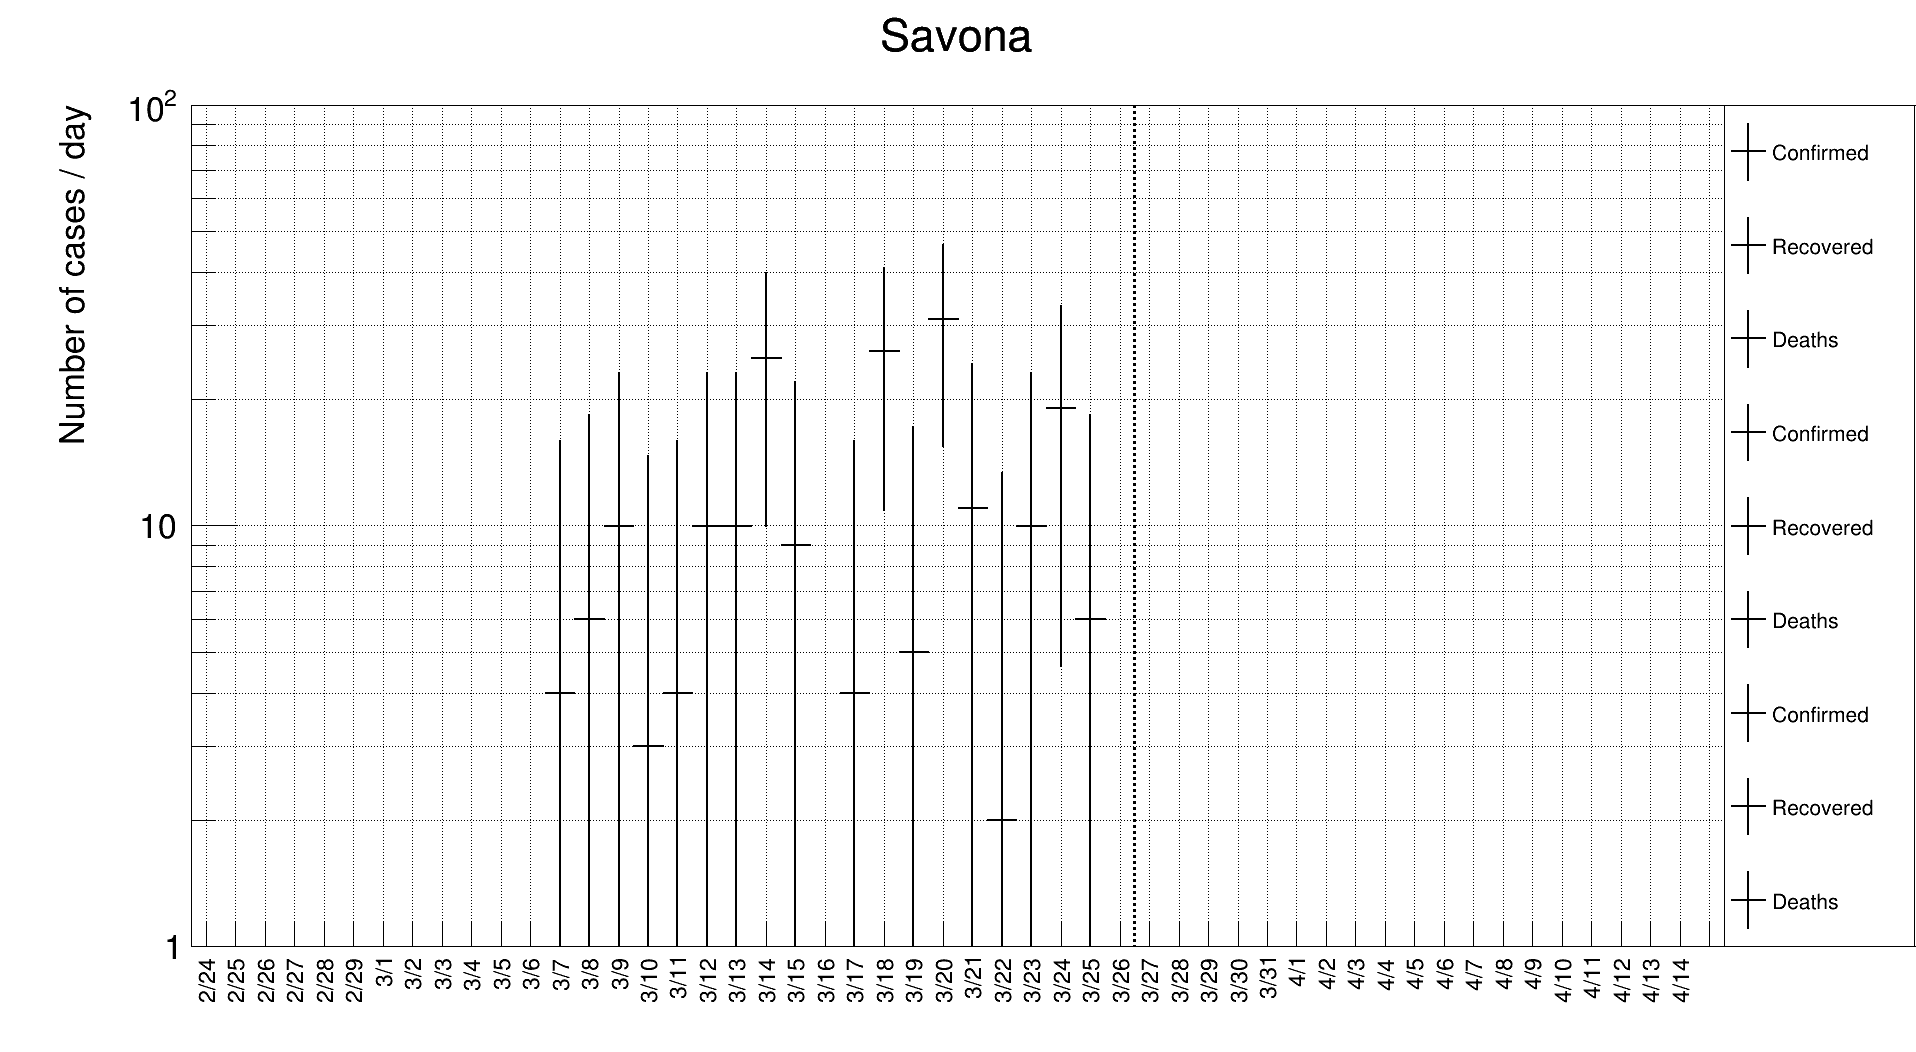 Savona
Number of cases / day
10²
10
1
2/24 2/25 2/26 2/27 2/28 2/29 3/1 3/2 3/3 3/4 3/5 3/6 3/7 3/8 3/9 3/10 3/11 3/12 3/13 3/14 3/15 3/16 3/17 3/18 3/19 3/20 3/21 3/22 3/23 3/24 3/25 3/26 3/27 3/28 3/29 3/30 3/31 4/1 4/2 4/3 4/4 4/5 4/6 4/7 4/8 4/9 4/10 4/11 4/12 4/13 4/14
Confirmed
Recovered
Deaths
Confirmed
Recovered
Deaths
Confirmed
Recovered
Deaths